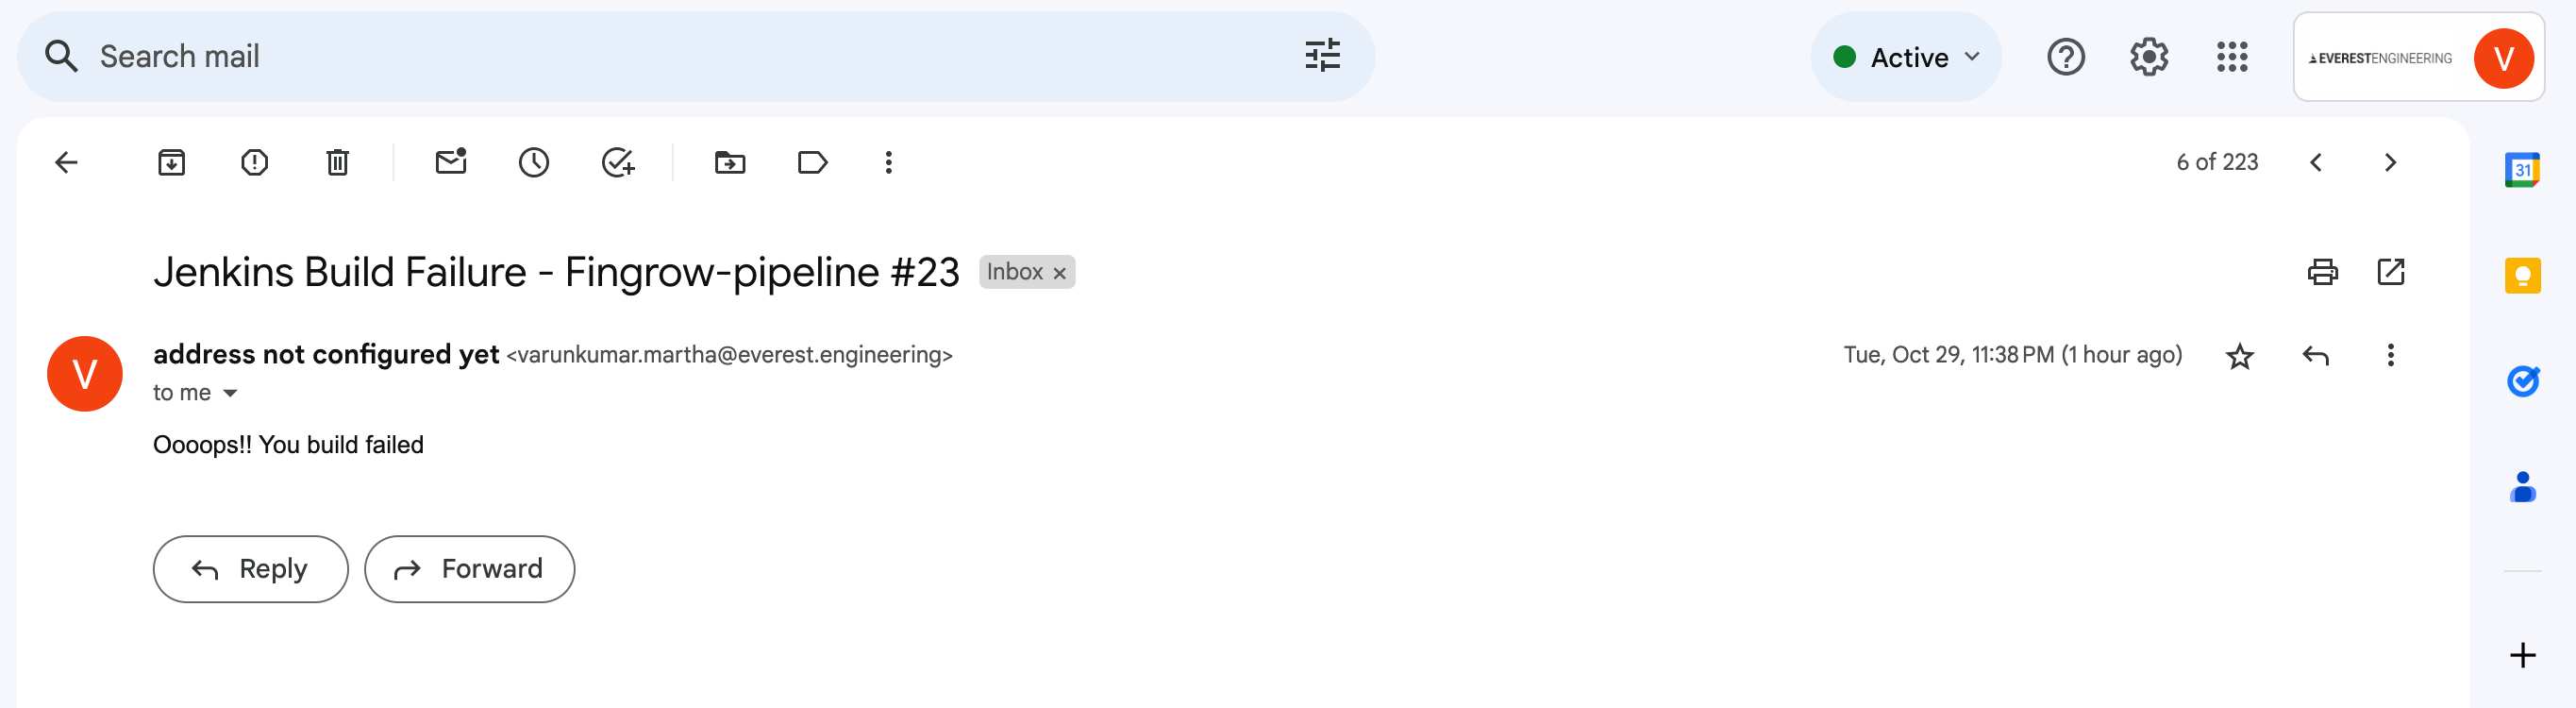 Search mail
Active
EVERESTENGINEERING
V
6 of 223
31
Jenkins Build Failure - Fingrow-pipeline #23
Inbox ×
V
address not configured yet <varunkumar.martha@everest.engineering>
Tue, Oct 29, 11:38 PM (1 hour ago)
to me
Oooops!! You build failed
Reply
Forward